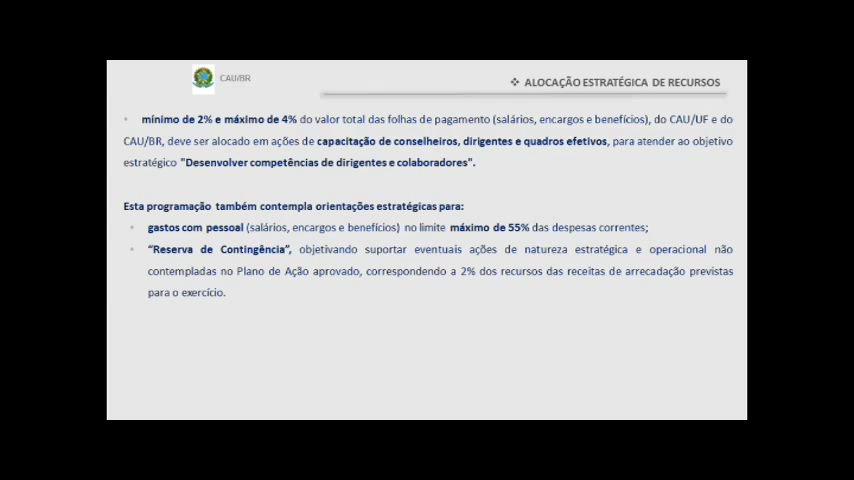 CAU/BR
❖ ALOCAÇÃO ESTRATÉGICA DE RECURSOS
• mínimo de 2% e máximo de 4% do valor total das folhas de pagamento (salários, encargos e benefícios), do CAU/UF e do
CAU/BR, deve ser alocado em ações de capacitação de conselheiros, dirigentes e quadros efetivos, para atender ao objetivo
estratégico "Desenvolver competências de dirigentes e colaboradores".
Esta programação também contempla orientações estratégicas para:
• gastos com pessoal (salários, encargos e benefícios) no limite máximo de 55% das despesas correntes;
• “Reserva de Contingência”, objetivando suportar eventuais ações de natureza estratégica e operacional não
contempladas no Plano de Ação aprovado, correspondendo a 2% dos recursos das receitas de arrecadação previstas
para o exercício.